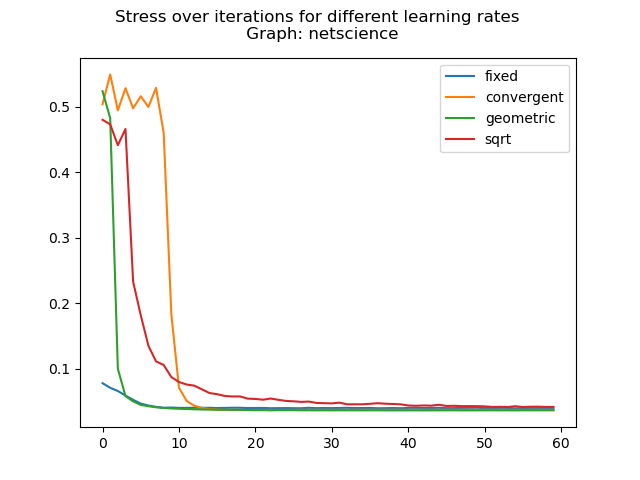 Stress over iterations for different learning rates
Graph: netscience
fixed
convergent
geometric
sqrt
0.5
0.4
0.3
0.2
0.1
0 10 20 30 40 50 60